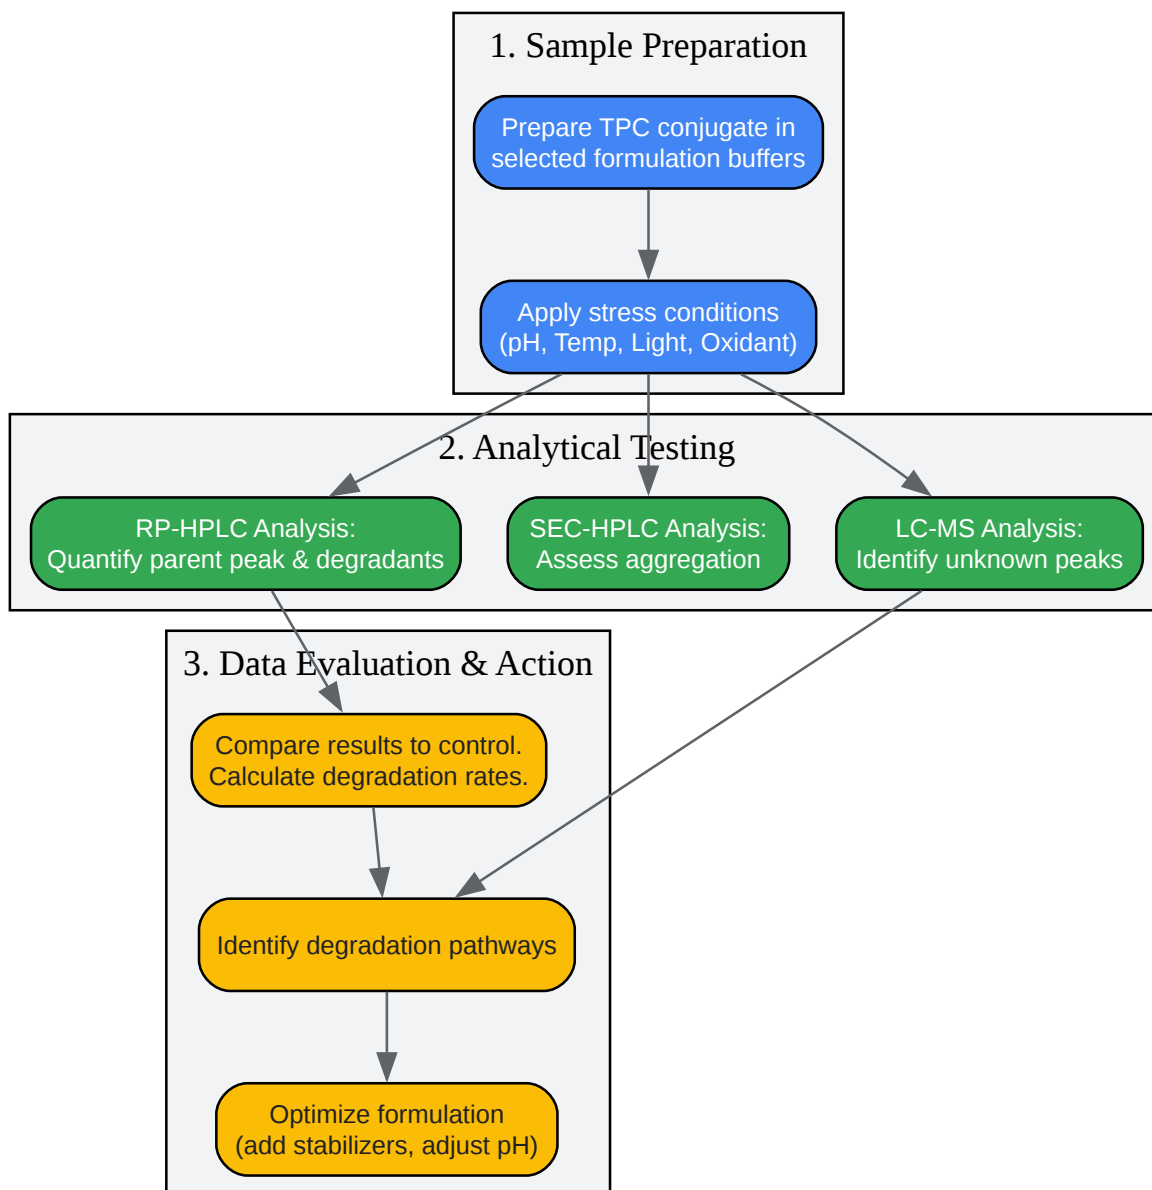 1. Sample Preparation
Prepare TPC conjugate in
selected formulation buffers
Apply stress conditions
(pH, Temp, Light, Oxidant)
2. Analytical Testing
RP-HPLC Analysis:
Quantify parent peak & degradants
SEC-HPLC Analysis:
Assess aggregation
LC-MS Analysis:
Identify unknown peaks
3. Data Evaluation & Action
Compare results to control.
Calculate degradation rates.
Identify degradation pathways
Optimize formulation
(add stabilizers, adjust pH)